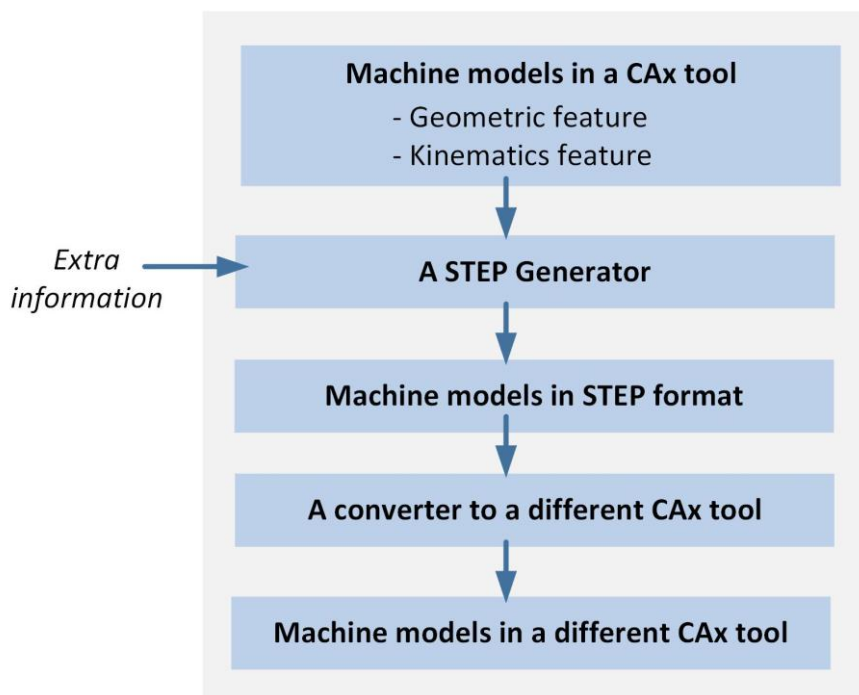 Machine models in a CAx tool
- Geometric feature
- Kinematics feature
Extra
information
A STEP Generator
Machine models in STEP format
A converter to a different CAx tool
Machine models in a different CAx tool